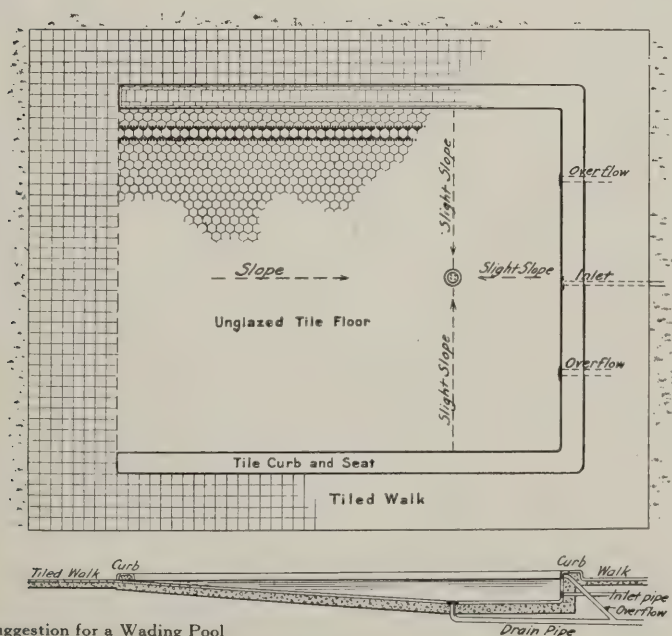 Overflow
Slight Slope
Slope
Slight Slope
Inlet
Unglazed Tile Floor
Slight Slope
Overflow
Tile Curb and Seat
Tiled Walk
Tiled Walk
Curb
Curb
Walk
Inlet pipe
Overflow
Drain Pipe
uggestion for a Wading Pool